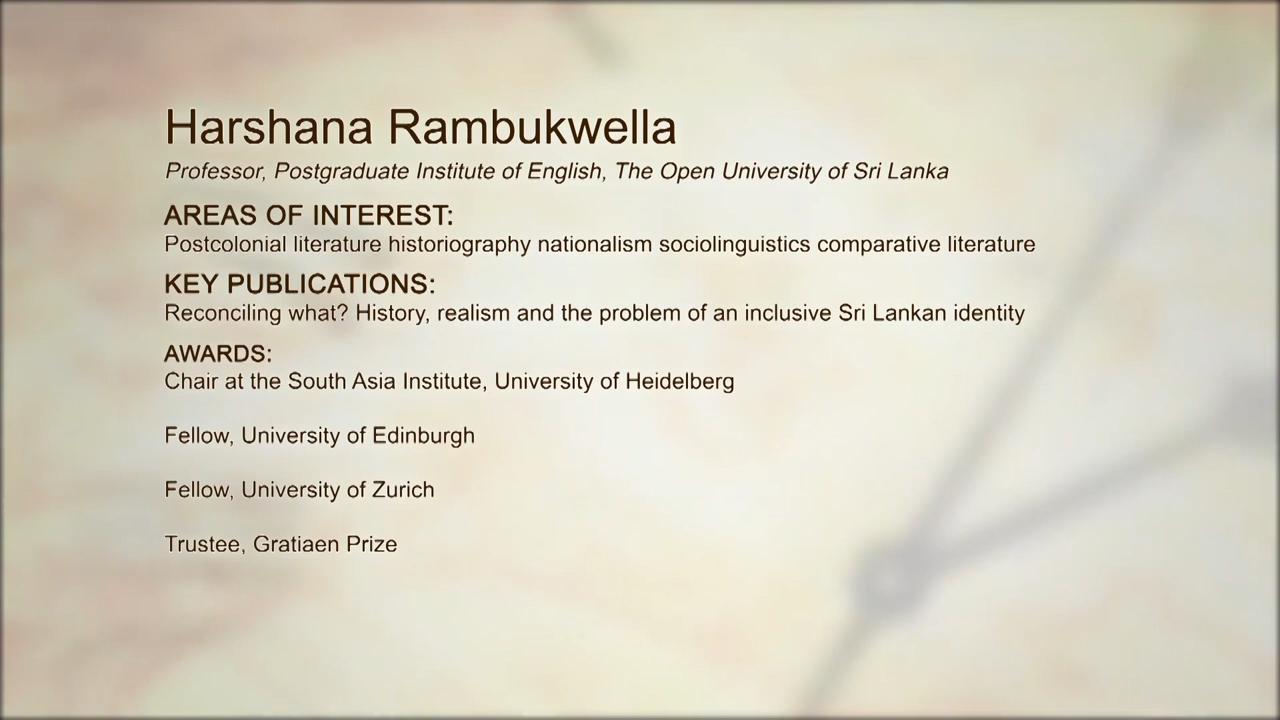 Harshana Rambukwella
Professor, Postgraduate Institute of English, The Open University of Sri Lanka
AREAS OF INTEREST:
Postcolonial literature historiography nationalism sociolinguistics comparative literature
KEY PUBLICATIONS:
Reconciling what? History, realism and the problem of an inclusive Sri Lankan identity
AWARDS:
Chair at the South Asia Institute, University of Heidelberg
Fellow, University of Edinburgh
Fellow, University of Zurich
Trustee, Gratiaen Prize